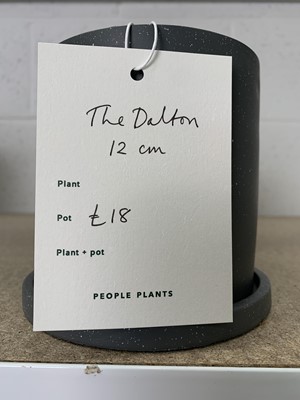 The Dalton
12 cm
Plant
Pot £18
Plant + pot
PEOPLE PLANTS